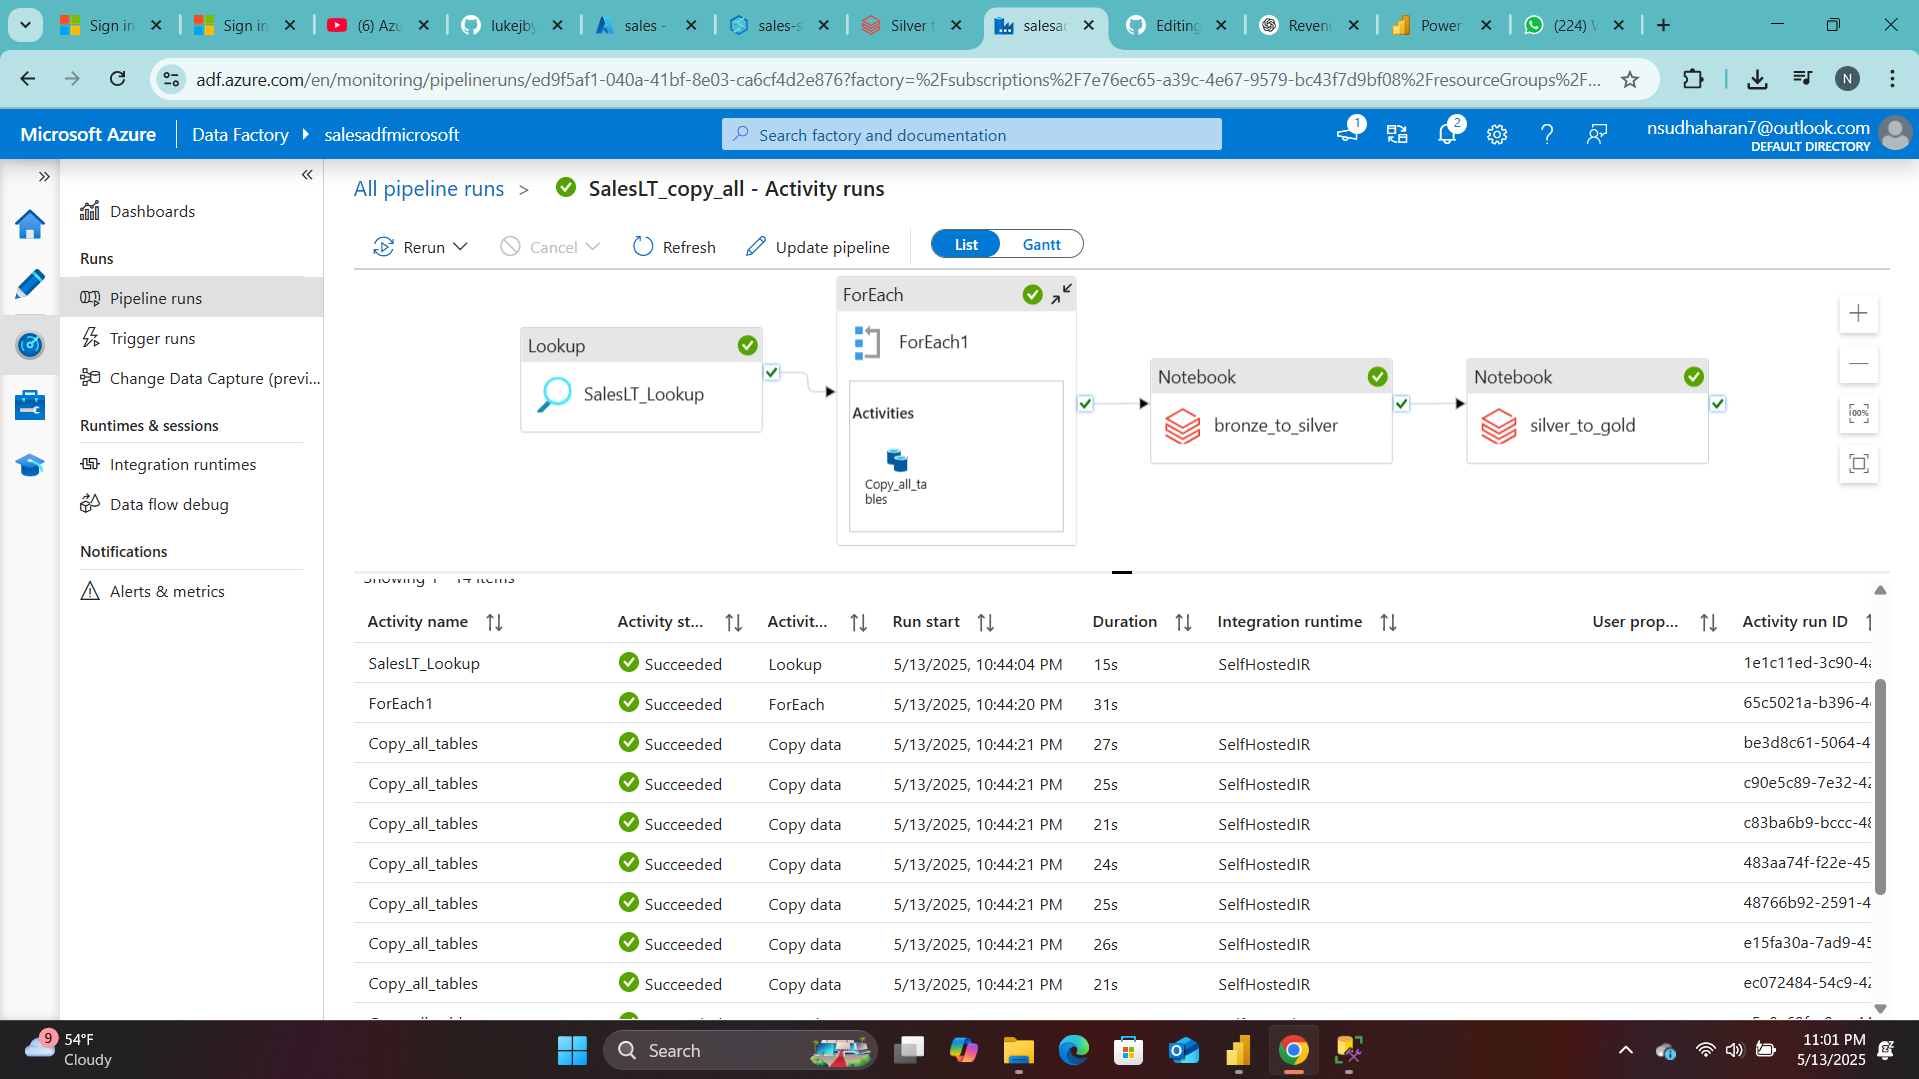 Sign in
Sign in
(6) Azu
lukejby
sales -
sales-s
Silver t
salesac
Editing
Reven
Power
(224) W
adf.azure.com/en/monitoring/pipelineruns/ed9f5af1-040a-41bf-8e03-ca6cf4d2e876?factory=%2Fsubscriptions%2F7e76ec65-a39c-4e67-9579-bc43f7d9bf08%2FresourceGroups%2F...
N
Microsoft Azure
Data Factory
salesadfmicrosoft
Search factory and documentation
1
2
nsudhaharan7@outlook.com
DEFAULT DIRECTORY
Dashboards
Runs
Pipeline runs
Trigger runs
Change Data Capture (previ...
Runtimes & sessions
Integration runtimes
Data flow debug
Notifications
Alerts & metrics
All pipeline runs > SalesLT_copy_all - Activity runs
Rerun
Cancel
Refresh
Update pipeline
List
Gantt
Lookup
SalesLT_Lookup
ForEach
ForEach1
Activities
Copy_all_ta
bles
Notebook
bronze_to_silver
Notebook
silver_to_gold
100%
Showing 1 - 14 items
Activity name Activity st... Activit... Run start Duration Integration runtime User prop... Activity run ID
SalesLT_Lookup Succeeded Lookup 5/13/2025, 10:44:04 PM 15s SelfHostedIR 1e1c11ed-3c90-4a
ForEach1 Succeeded ForEach 5/13/2025, 10:44:20 PM 31s 65c5021a-b396-4
Copy_all_tables Succeeded Copy data 5/13/2025, 10:44:21 PM 27s SelfHostedIR be3d8c61-5064-4
Copy_all_tables Succeeded Copy data 5/13/2025, 10:44:21 PM 25s SelfHostedIR c90e5c89-7e32-42
Copy_all_tables Succeeded Copy data 5/13/2025, 10:44:21 PM 21s SelfHostedIR c83ba6b9-bccc-48
Copy_all_tables Succeeded Copy data 5/13/2025, 10:44:21 PM 24s SelfHostedIR 483aa74f-f22e-45
Copy_all_tables Succeeded Copy data 5/13/2025, 10:44:21 PM 25s SelfHostedIR 48766b92-2591-4
Copy_all_tables Succeeded Copy data 5/13/2025, 10:44:21 PM 26s SelfHostedIR e15fa30a-7ad9-45
Copy_all_tables Succeeded Copy data 5/13/2025, 10:44:21 PM 21s SelfHostedIR ec072484-54c9-42
9
54°F
Cloudy
Search
11:01 PM
5/13/2025